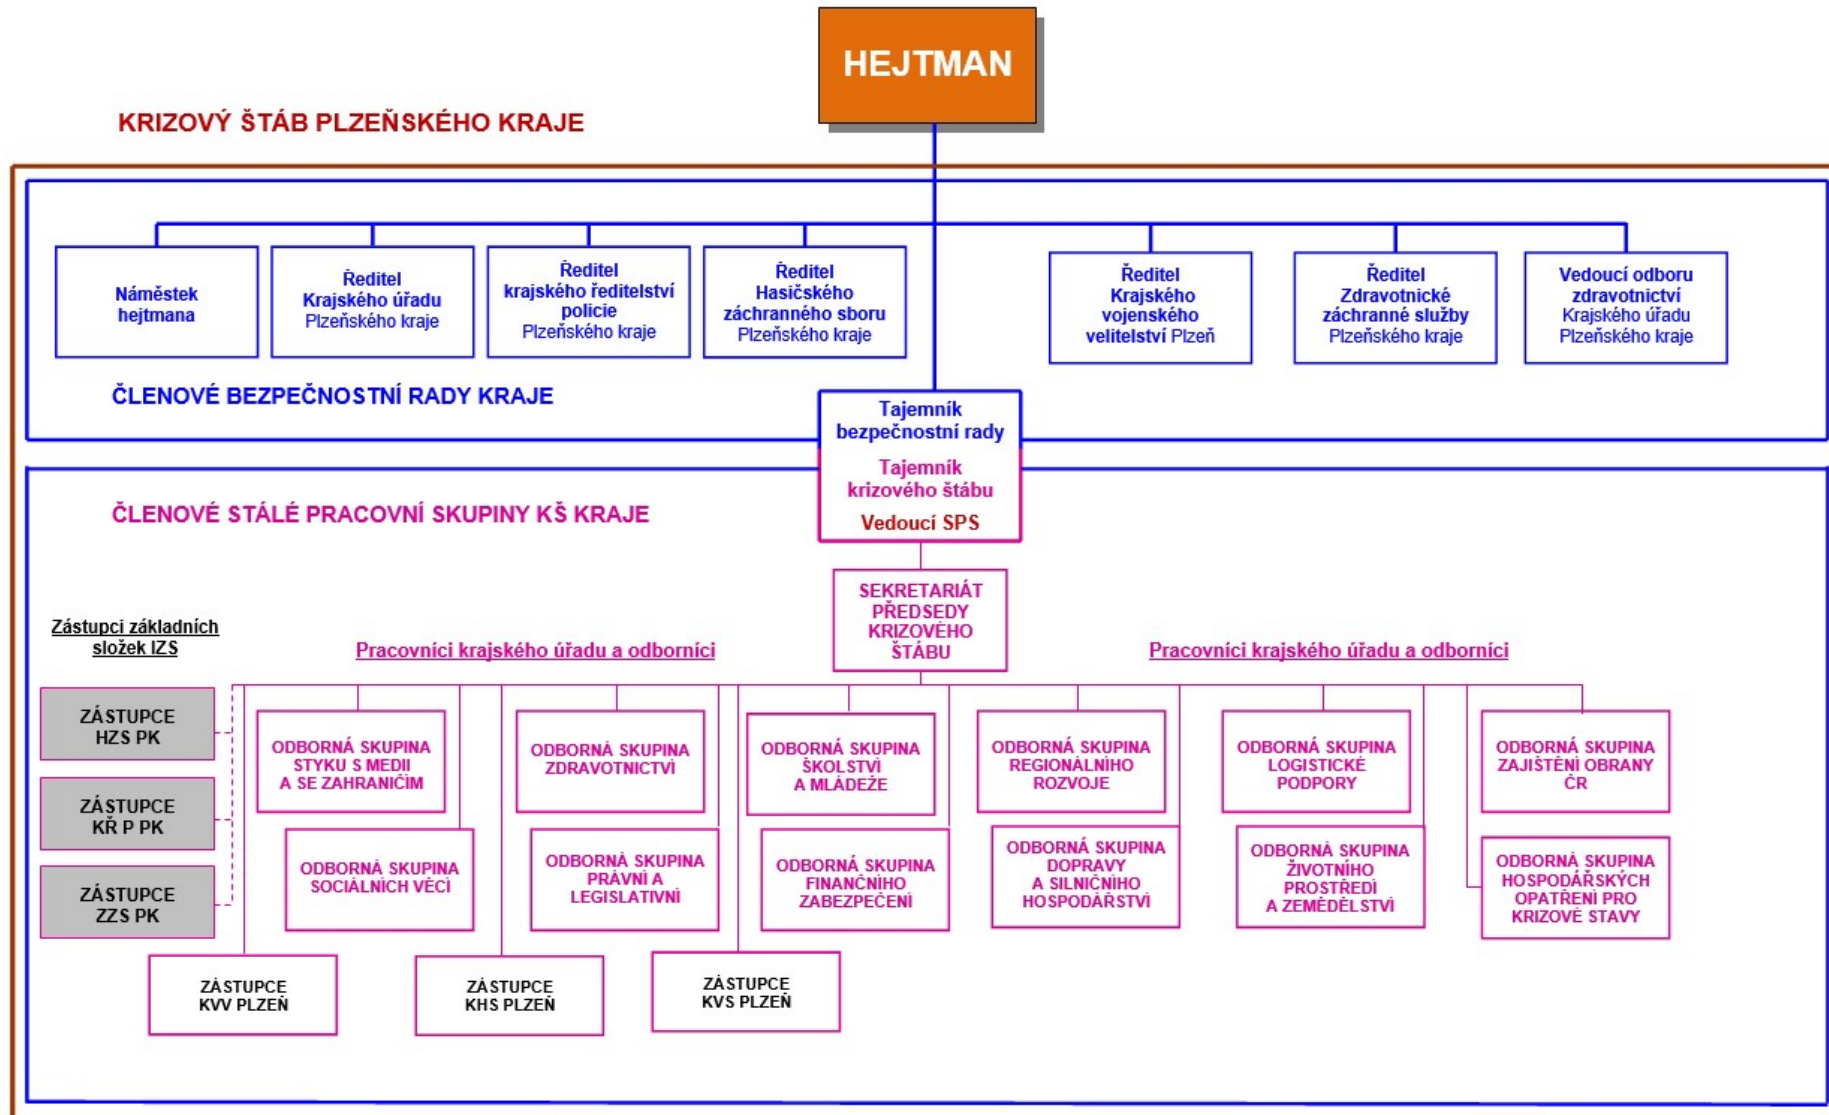 HEJTMAN
KRIZOVÝ ŠTÁB PLZEŇSKÉHO KRAJE
Náměstek
hejtmana
Ředitel
Krajského úřadu
Plzeňského kraje
Ředitel
krajského ředitelství
policie
Plzeňského kraje
Ředitel
Hasičského
záchranného sboru
Plzeňského kraje
Ředitel
Krajského
vojenského
velitelství Plzeň
Ředitel
Zdravotnické
záchranné služby
Plzeňského kraje
Vedoucí odboru
zdravotnictví
Krajského úřadu
Plzeňského kraje
ČLENOVÉ BEZPEČNOSTNÍ RADY KRAJE
Tajemník
bezpečnostní rady
Tajemník
krizového štábu
Vedoucí SPS
ČLENOVÉ STÁLÉ PRACOVNÍ SKUPINY KŠ KRAJE
SEKRETARIÁT
PŘEDSEDY
KRIZOVÉHO
ŠTÁBU
Zástupci základních
složek IZS
Pracovníci krajského úřadu a odborníci
Pracovníci krajského úřadu a odborníci
ZÁSTUPCE
HZS PK
ZÁSTUPCE
KŘ P PK
ZÁSTUPCE
ZZS PK
ODBORNÁ SKUPINA
STYKU S MEDII
A SE ZAHRANIČÍM
ODBORNÁ SKUPINA
ZDRAVOTNICTVÍ
ODBORNÁ SKUPINA
ŠKOLSTVÍ
A MLÁDEŽE
ODBORNÁ SKUPINA
REGIONÁLNÍHO
ROZVOJE
ODBORNÁ SKUPINA
LOGISTICKÉ
PODPORY
ODBORNÁ SKUPINA
ZAJIŠTĚNÍ OBRANY
ČR
ODBORNÁ SKUPINA
SOCIÁLNÍCH VĚCÍ
ODBORNÁ SKUPINA
PRÁVNÍ A
LEGISLATIVNÍ
ODBORNÁ SKUPINA
FINANČNÍHO
ZABEZPEČENÍ
ODBORNÁ SKUPINA
DOPRAVY
A SILNIČNÍHO
HOSPODÁŘSTVÍ
ODBORNÁ SKUPINA
ŽIVOTNÍHO
PROSTŘEDÍ
A ZEMĚDĚLSTVÍ
ODBORNÁ SKUPINA
HOSPODÁŘSKÝCH
OPATŘENÍ PRO
KRIZOVÉ STAVY
ZÁSTUPCE
KVV PLZEŇ
ZÁSTUPCE
KHS PLZEŇ
ZÁSTUPCE
KVS PLZEŇ